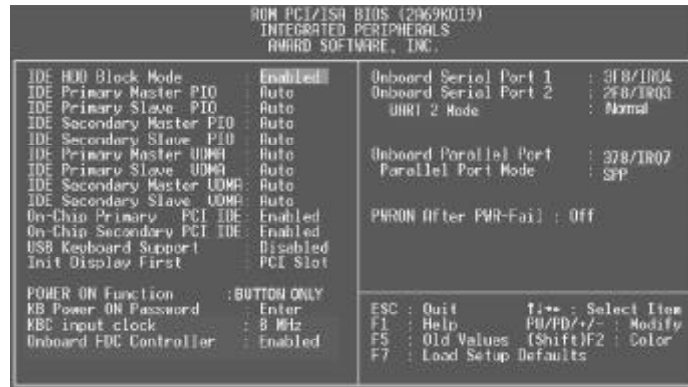 ROM PCI/ISA BIOS (2A69KO19)
INTEGRATED PERIPHERALS
AWARD SOFTWARE, INC.
IDE HDD Block Mode : Enabled
IDE Primary Master PIO : Auto
IDE Primary Slave PIO : Auto
IDE Secondary Master PIO : Auto
IDE Secondary Slave PIO : Auto
IDE Primary Master UDMA : Auto
IDE Primary Slave UDMA : Auto
IDE Secondary Master UDMA: Auto
IDE Secondary Slave UDMA: Auto
On-Chip Primary PCI IDE: Enabled
On-Chip Secondary PCI IDE: Enabled
USB Keyboard Support : Disabled
Init Display First : PCI Slot
POWER ON Function :BUTTON ONLY
KB Power ON Password : Enter
KBC input clock : 8 MHz
Onboard FDC Controller : Enabled
Onboard Serial Port 1 : 3F8/IRQ4
Onboard Serial Port 2 : 2F8/IRQ3
UART 2 Mode : Normal
Onboard Parallel Port : 378/IRQ7
Parallel Port Mode : SPP
PWRON After PWR-Fail : Off
ESC : Quit ↑↓→← : Select Item
F1 : Help PU/PD/+/- : Modify
F5 : Old Values (Shift)F2 : Color
F7 : Load Setup Defaults